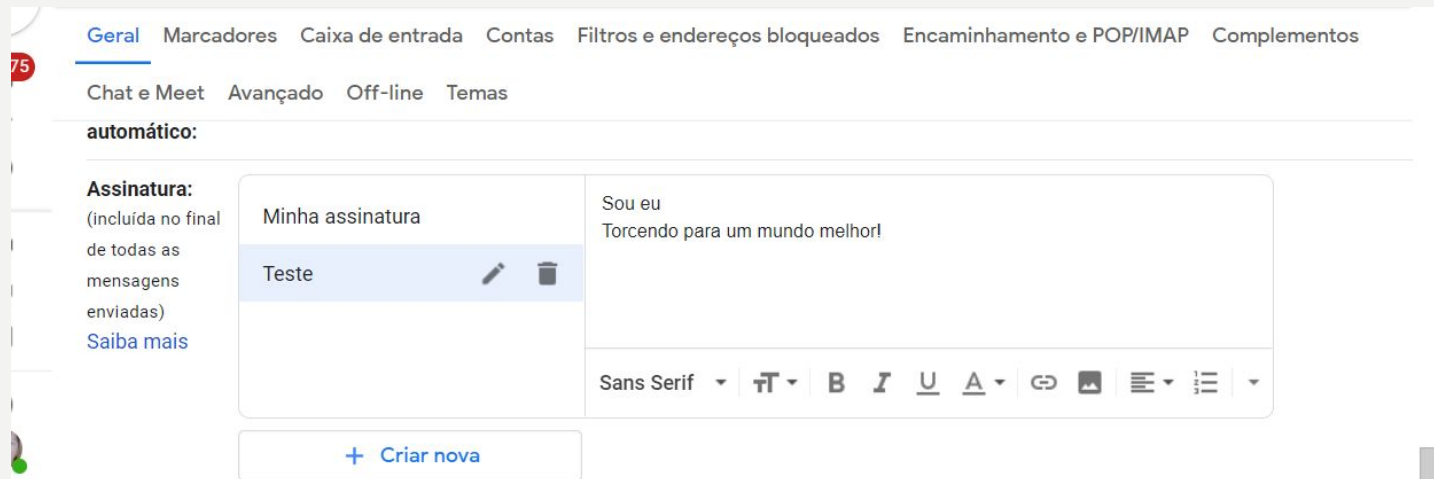 Geral Marcadores Caixa de entrada Contas Filtros e endereços bloqueados Encaminhamento e POP/IMAP Complementos
75
Chat e Meet Avançado Off-line Temas
automático:
Assinatura:
(incluída no final
de todas as
mensagens
enviadas)
Saiba mais
Minha assinatura
Teste
Sou eu
Torcendo para um mundo melhor!
Sans Serif
+ Criar nova